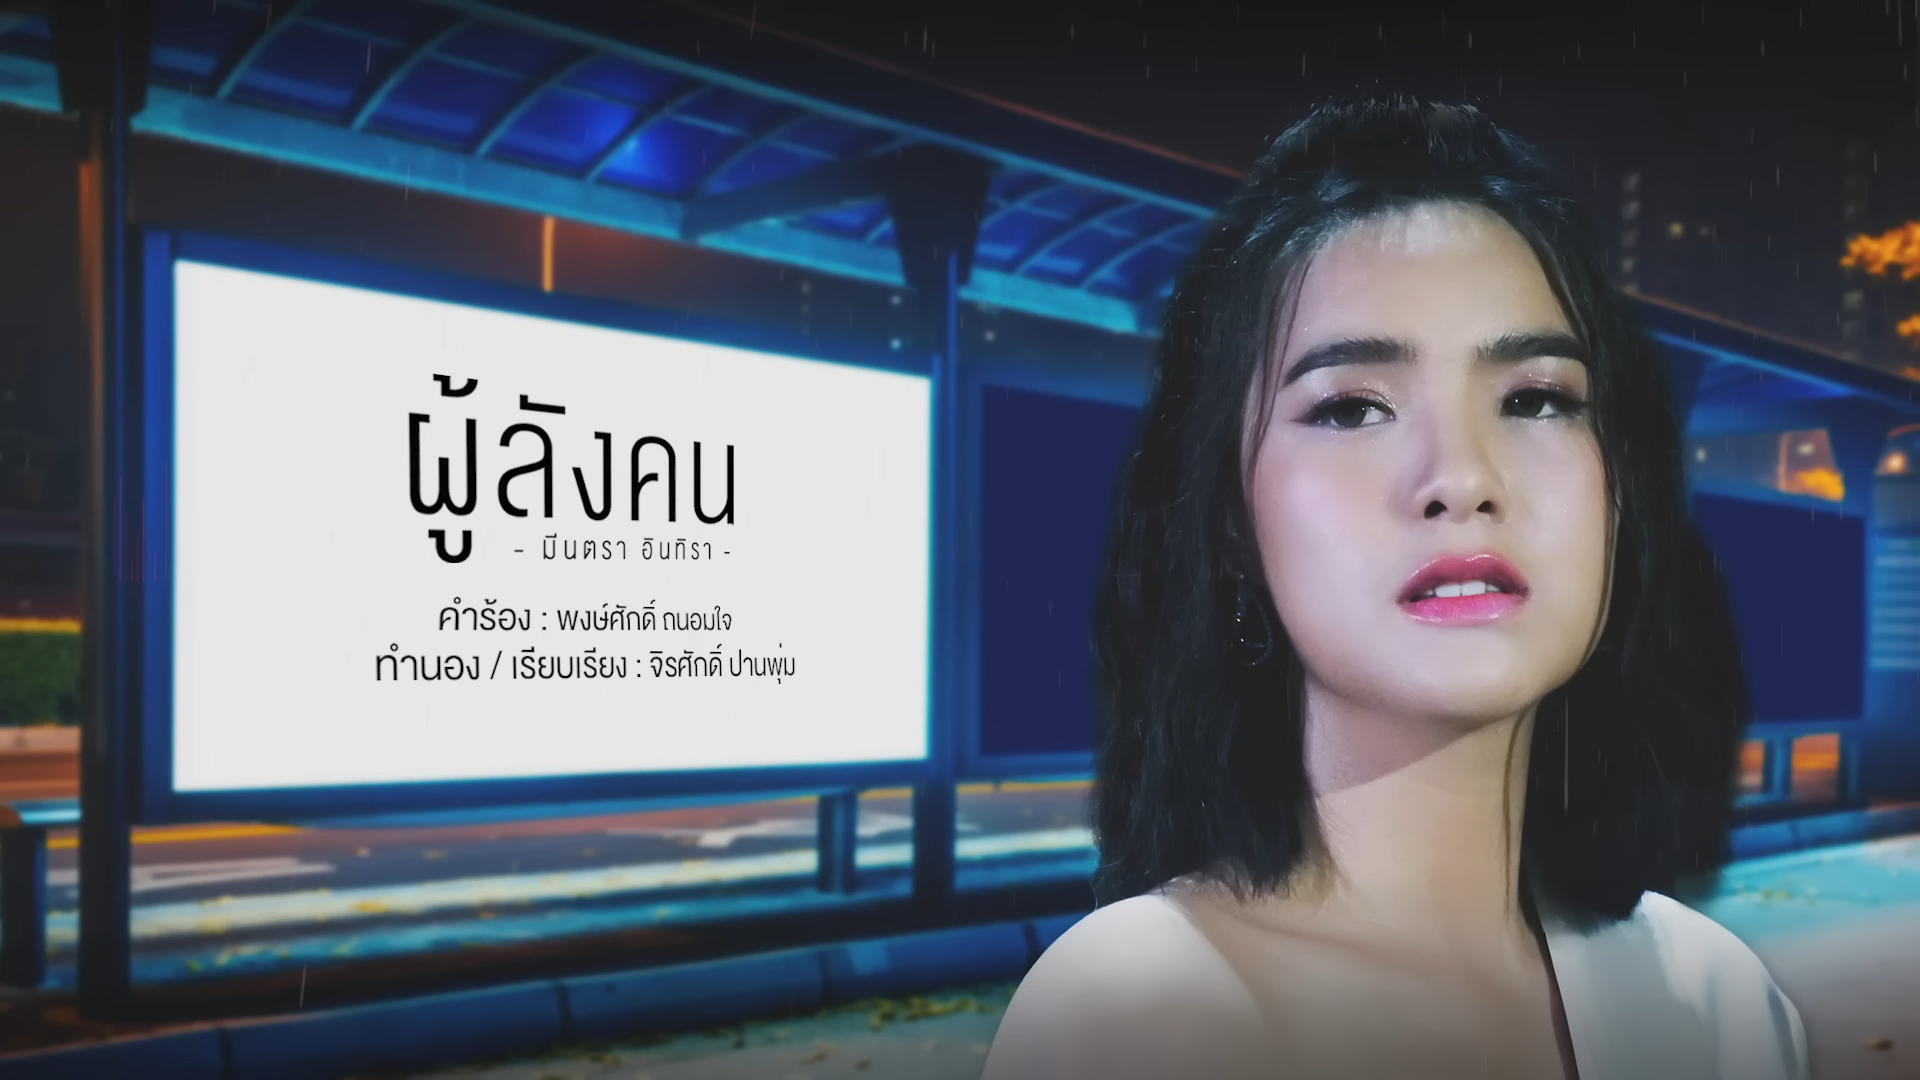 ผู้ลังคน
- มีนตรา อินทิรา -
คำร้อง : พงษ์ศักดิ์ ถนอมใจ
ทำนอง / เรียบเรียง : จิรศักดิ์ ปานพุ่ม